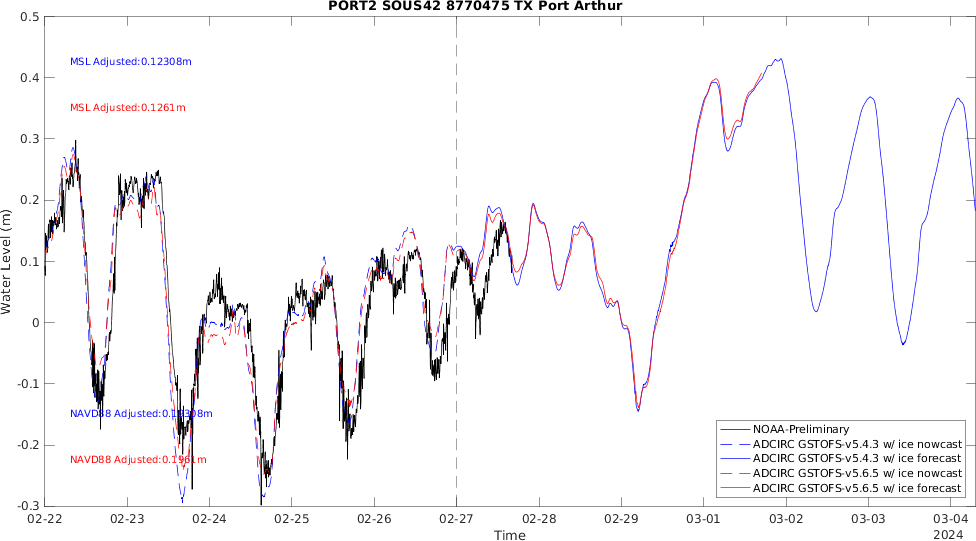 PORT2 SOUS42 8770475 TX Port Arthur
0.5
0.4
0.3
0.2
0.1
0
-0.1
-0.2
-0.3
Water Level (m)
MSL Adjusted:0.12308m
MSL Adjusted:0.1261m
NAVD88
NAVD88 Adjusted:0.1961m
NOAA-Preliminary
ADCIRC GSTOFS-v5.4.3 w/ ice nowcast
ADCIRC GSTOFS-v5.4.3 w/ ice forecast
ADCIRC GSTOFS-v5.6.5 w/ ice nowcast
ADCIRC GSTOFS-v5.6.5 w/ ice forecast
02-22 02-23 02-24 02-25 02-26 02-27 02-28 02-29 03-01 03-02 03-03 03-04
2024
Time